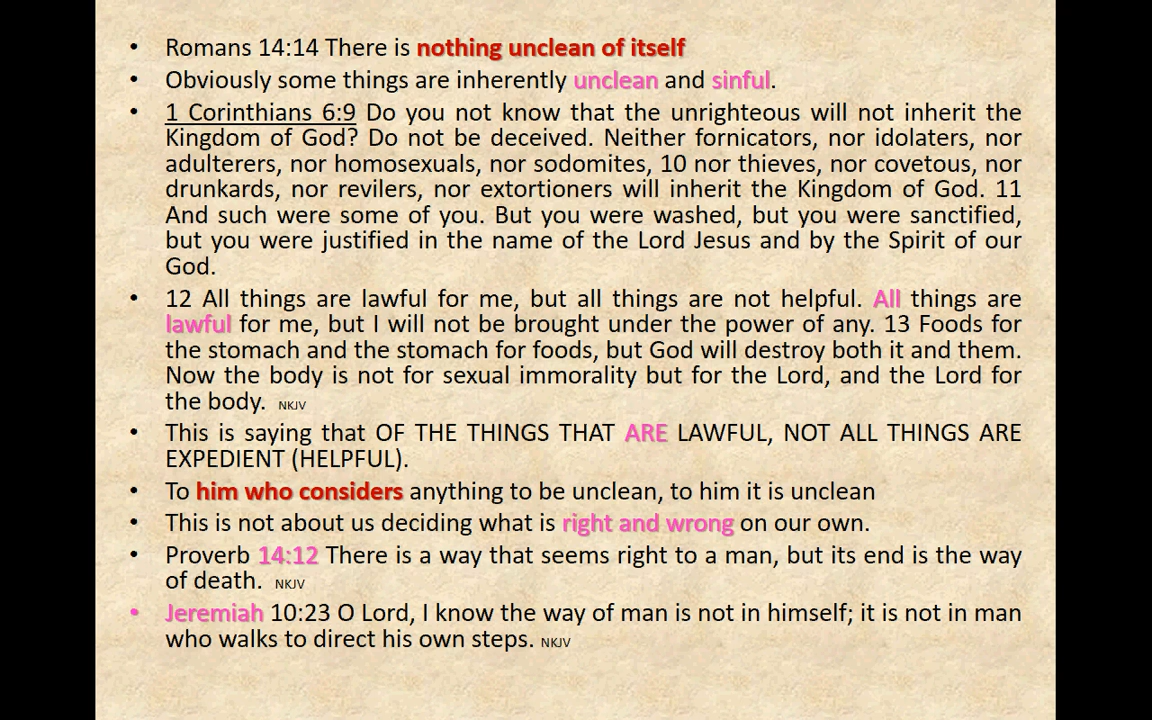 • Romans 14:14 There is nothing unclean of itself
• Obviously some things are inherently unclean and sinful.
• 1 Corinthians 6:9 Do you not know that the unrighteous will not inherit the
Kingdom of God? Do not be deceived. Neither fornicators, nor idolaters, nor
adulterers, nor homosexuals, nor sodomites, 10 nor thieves, nor covetous, nor
drunkards, nor revilers, nor extortioners will inherit the Kingdom of God. 11
And such were some of you. But you were washed, but you were sanctified,
but you were justified in the name of the Lord Jesus and by the Spirit of our
God.
• 12 All things are lawful for me, but all things are not helpful. All things are
lawful for me, but I will not be brought under the power of any. 13 Foods for
the stomach and the stomach for foods, but God will destroy both it and them.
Now the body is not for sexual immorality but for the Lord, and the Lord for
the body. NKJV
• This is saying that OF THE THINGS THAT ARE LAWFUL, NOT ALL THINGS ARE
EXPEDIENT (HELPFUL).
• To him who considers anything to be unclean, to him it is unclean
• This is not about us deciding what is right and wrong on our own.
• Proverb 14:12 There is a way that seems right to a man, but its end is the way
of death. NKJV
• Jeremiah 10:23 O Lord, I know the way of man is not in himself; it is not in man
who walks to direct his own steps. NKJV